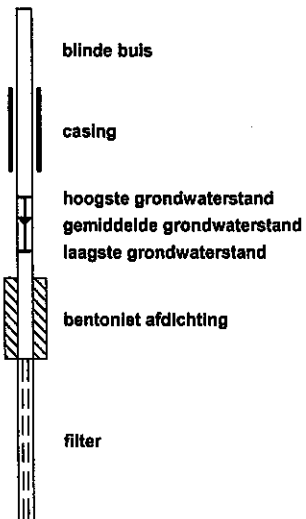 blinde buis
casing
hoogste grondwaterstand
gemiddelde grondwaterstand
laagste grondwaterstand
bentoniet afdichting
filter